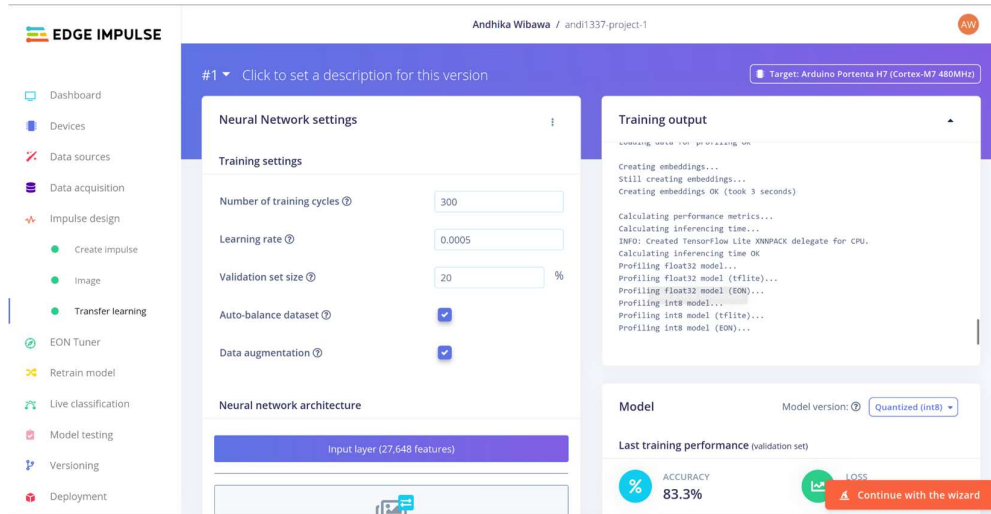 EDGE IMPULSE
Andhika Wibawa / andi1337-project-1
AW
#1 Click to set a description for this version
Target: Arduino Portenta H7 (Cortex-M7 480MHz)
Dashboard
Devices
Data sources
Data acquisition
Impulse design
Create impulse
Image
Transfer learning
EON Tuner
Retrain model
Live classification
Model testing
Versioning
Deployment
Neural Network settings
Training settings
Number of training cycles ?
300
Learning rate ?
0.0005
Validation set size ?
20 %
Auto-balance dataset ?
Data augmentation ?
Neural network architecture
Input layer (27,648 features)
Training output
Loading data for profiling OK
Creating embeddings...
Still creating embeddings...
Creating embeddings OK (took 3 seconds)
Calculating performance metrics...
Calculating inferencing time...
INFO: Created TensorFlow Lite XNNPACK delegate for CPU.
Calculating inferencing time OK
Profiling float32 model...
Profiling float32 model (tflite)...
Profiling float32 model (EON)...
Profiling int8 model...
Profiling int8 model (tflite)...
Profiling int8 model (EON)...
Model
Model version: ? Quantized (int8)
Last training performance (validation set)
%
ACCURACY
83.3%
LOSS
Continue with the wizard